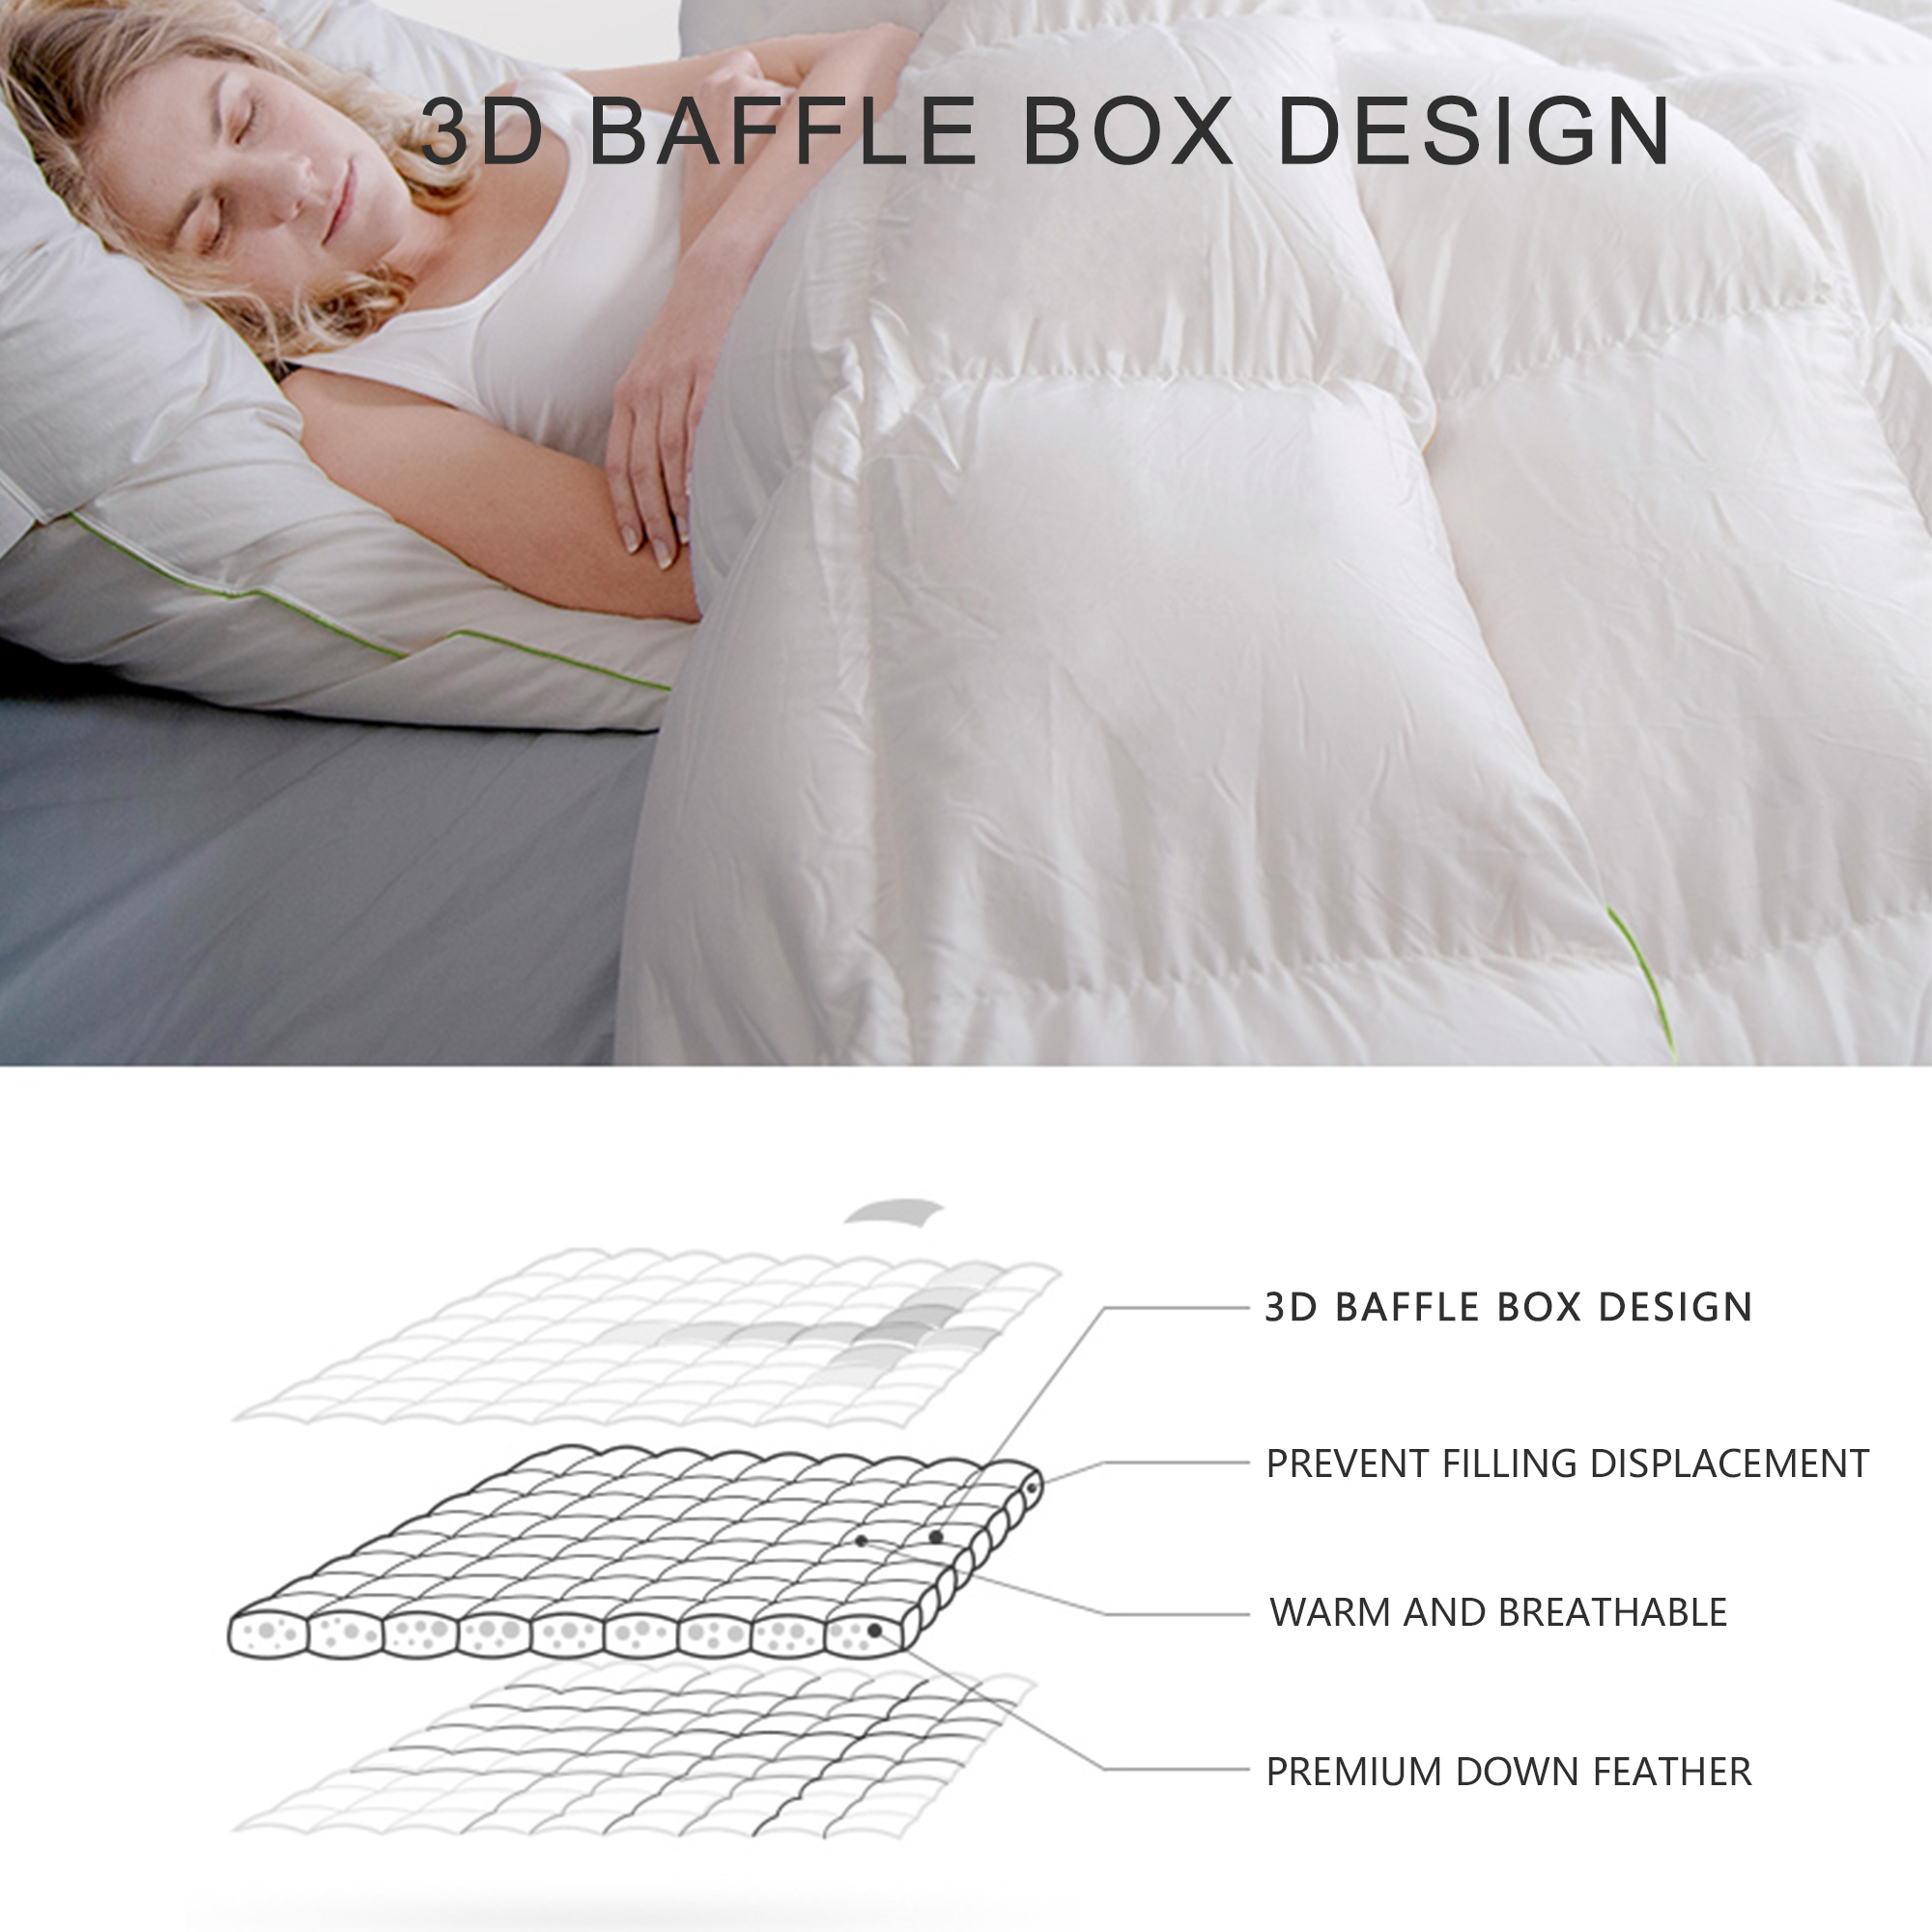 3D BAFFLE BOX DESIGN
3D BAFFLE BOX DESIGN
PREVENT FILLING DISPLACEMENT
WARM AND BREATHABLE
PREMIUM DOWN FEATHER